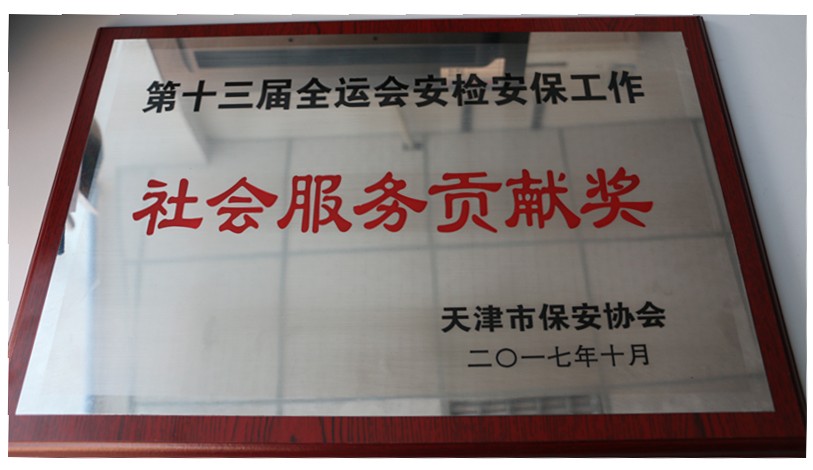 第十三届全运会安检安保工作
社会服务贡献奖
天津市保安协会
二〇一七年十月